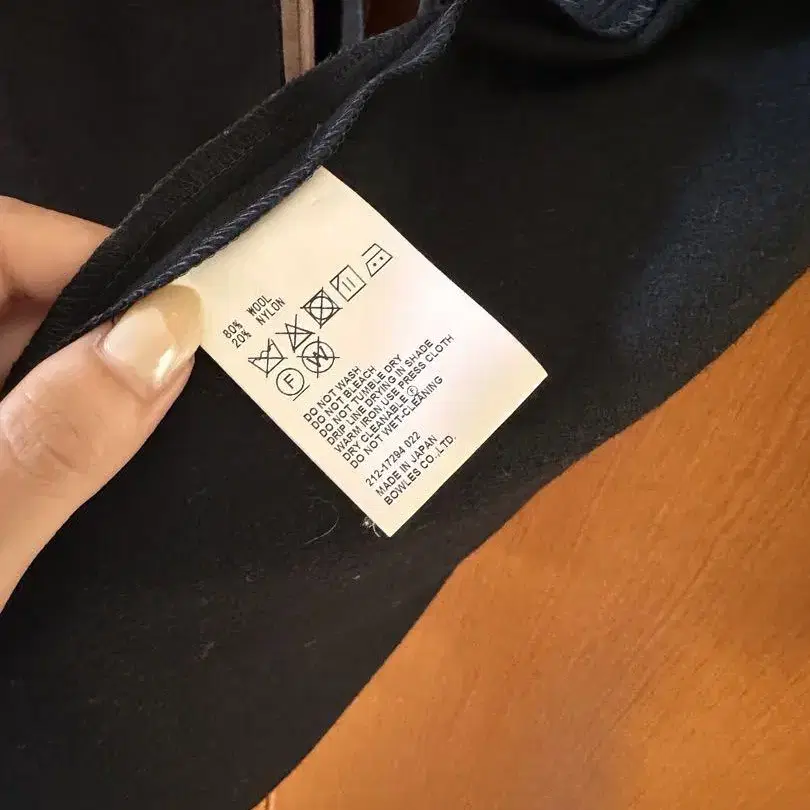 80% WOOL
20% NYLON
F
W
DO NOT WASH
DO NOT BLEACH
DO NOT TUMBLE DRY
DRIP LINE DRYING IN SHADE
WARM IRON,USE PRESS CLOTH
DRY CLEANABLE Ⓕ
DO NOT WET-CLEANING
212-17294 022
MADE IN JAPAN
BOWLES CO.,LTD.